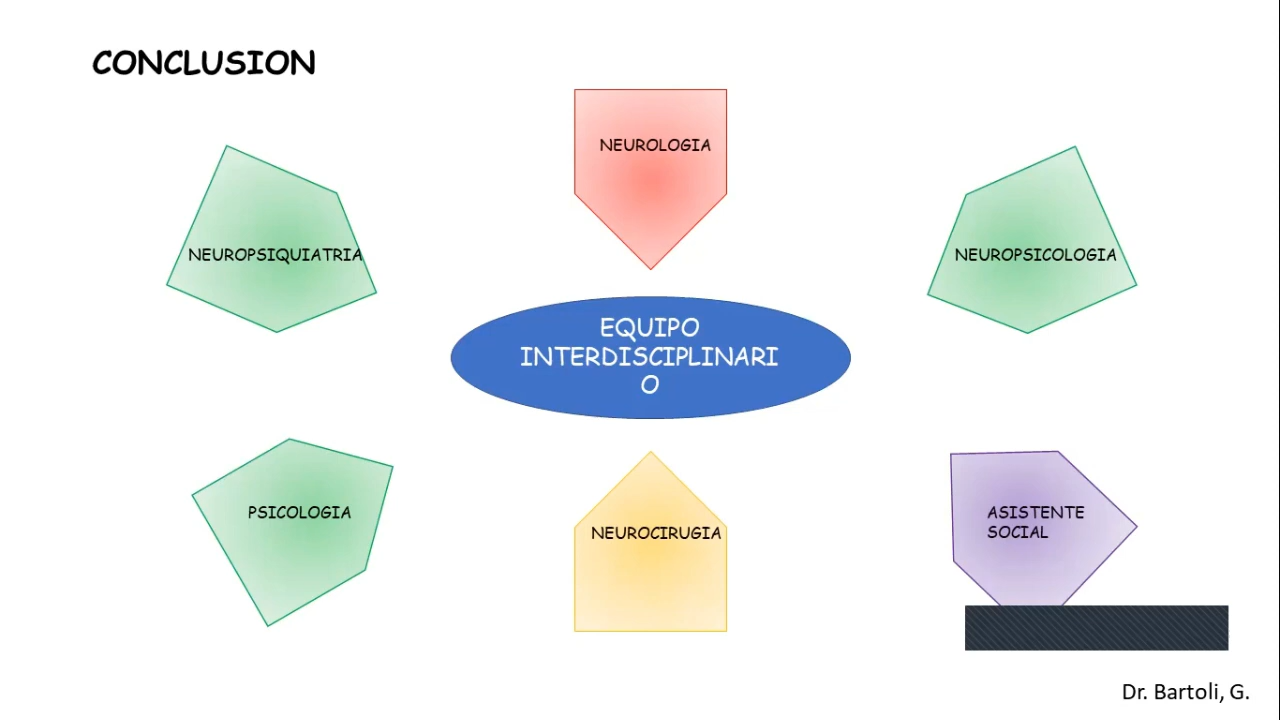 CONCLUSION
NEUROLOGIA
NEUROPSIQUIATRIA
NEUROPSICOLOGIA
EQUIPO
INTERDISCIPLINARI
O
PSICOLOGIA
NEUROCIRUGIA
ASISTENTE
SOCIAL
Dr. Bartoli, G.